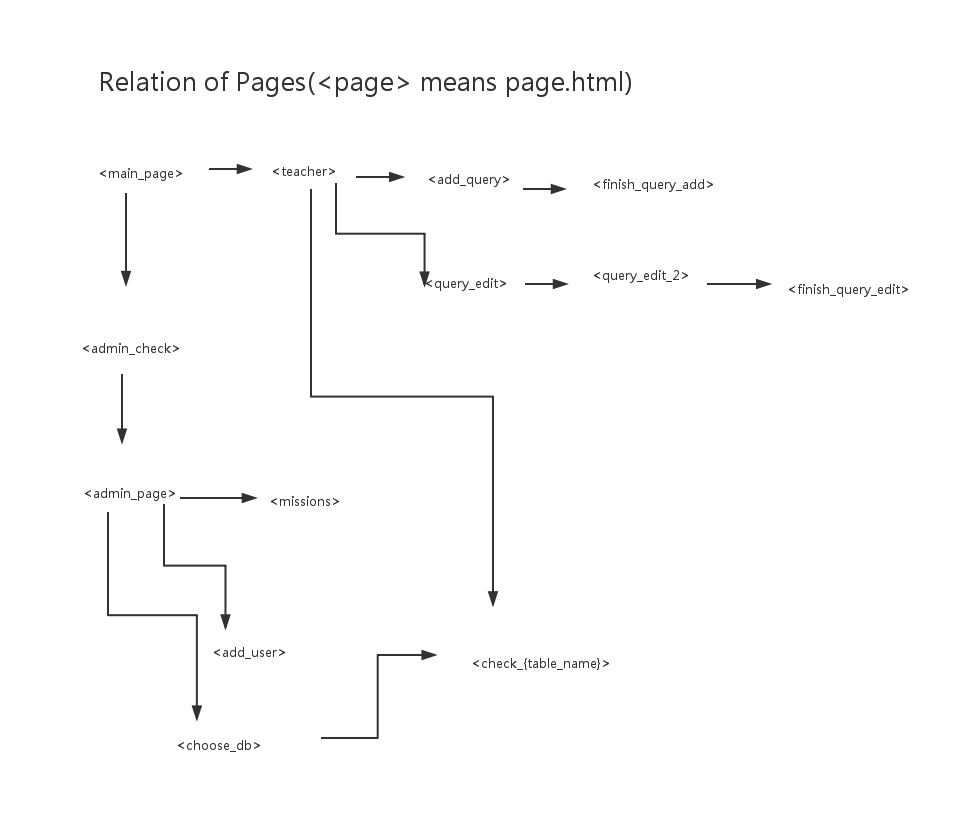 Relation of Pages(<page> means page.html)
<main_page>
<teacher>
<add_query>
<finish_query_add>
<query_edit>
<query_edit_2>
<finish_query_edit>
<admin_check>
<admin_page>
<missions>
<add_user>
<check_{table_name}>
<choose_db>